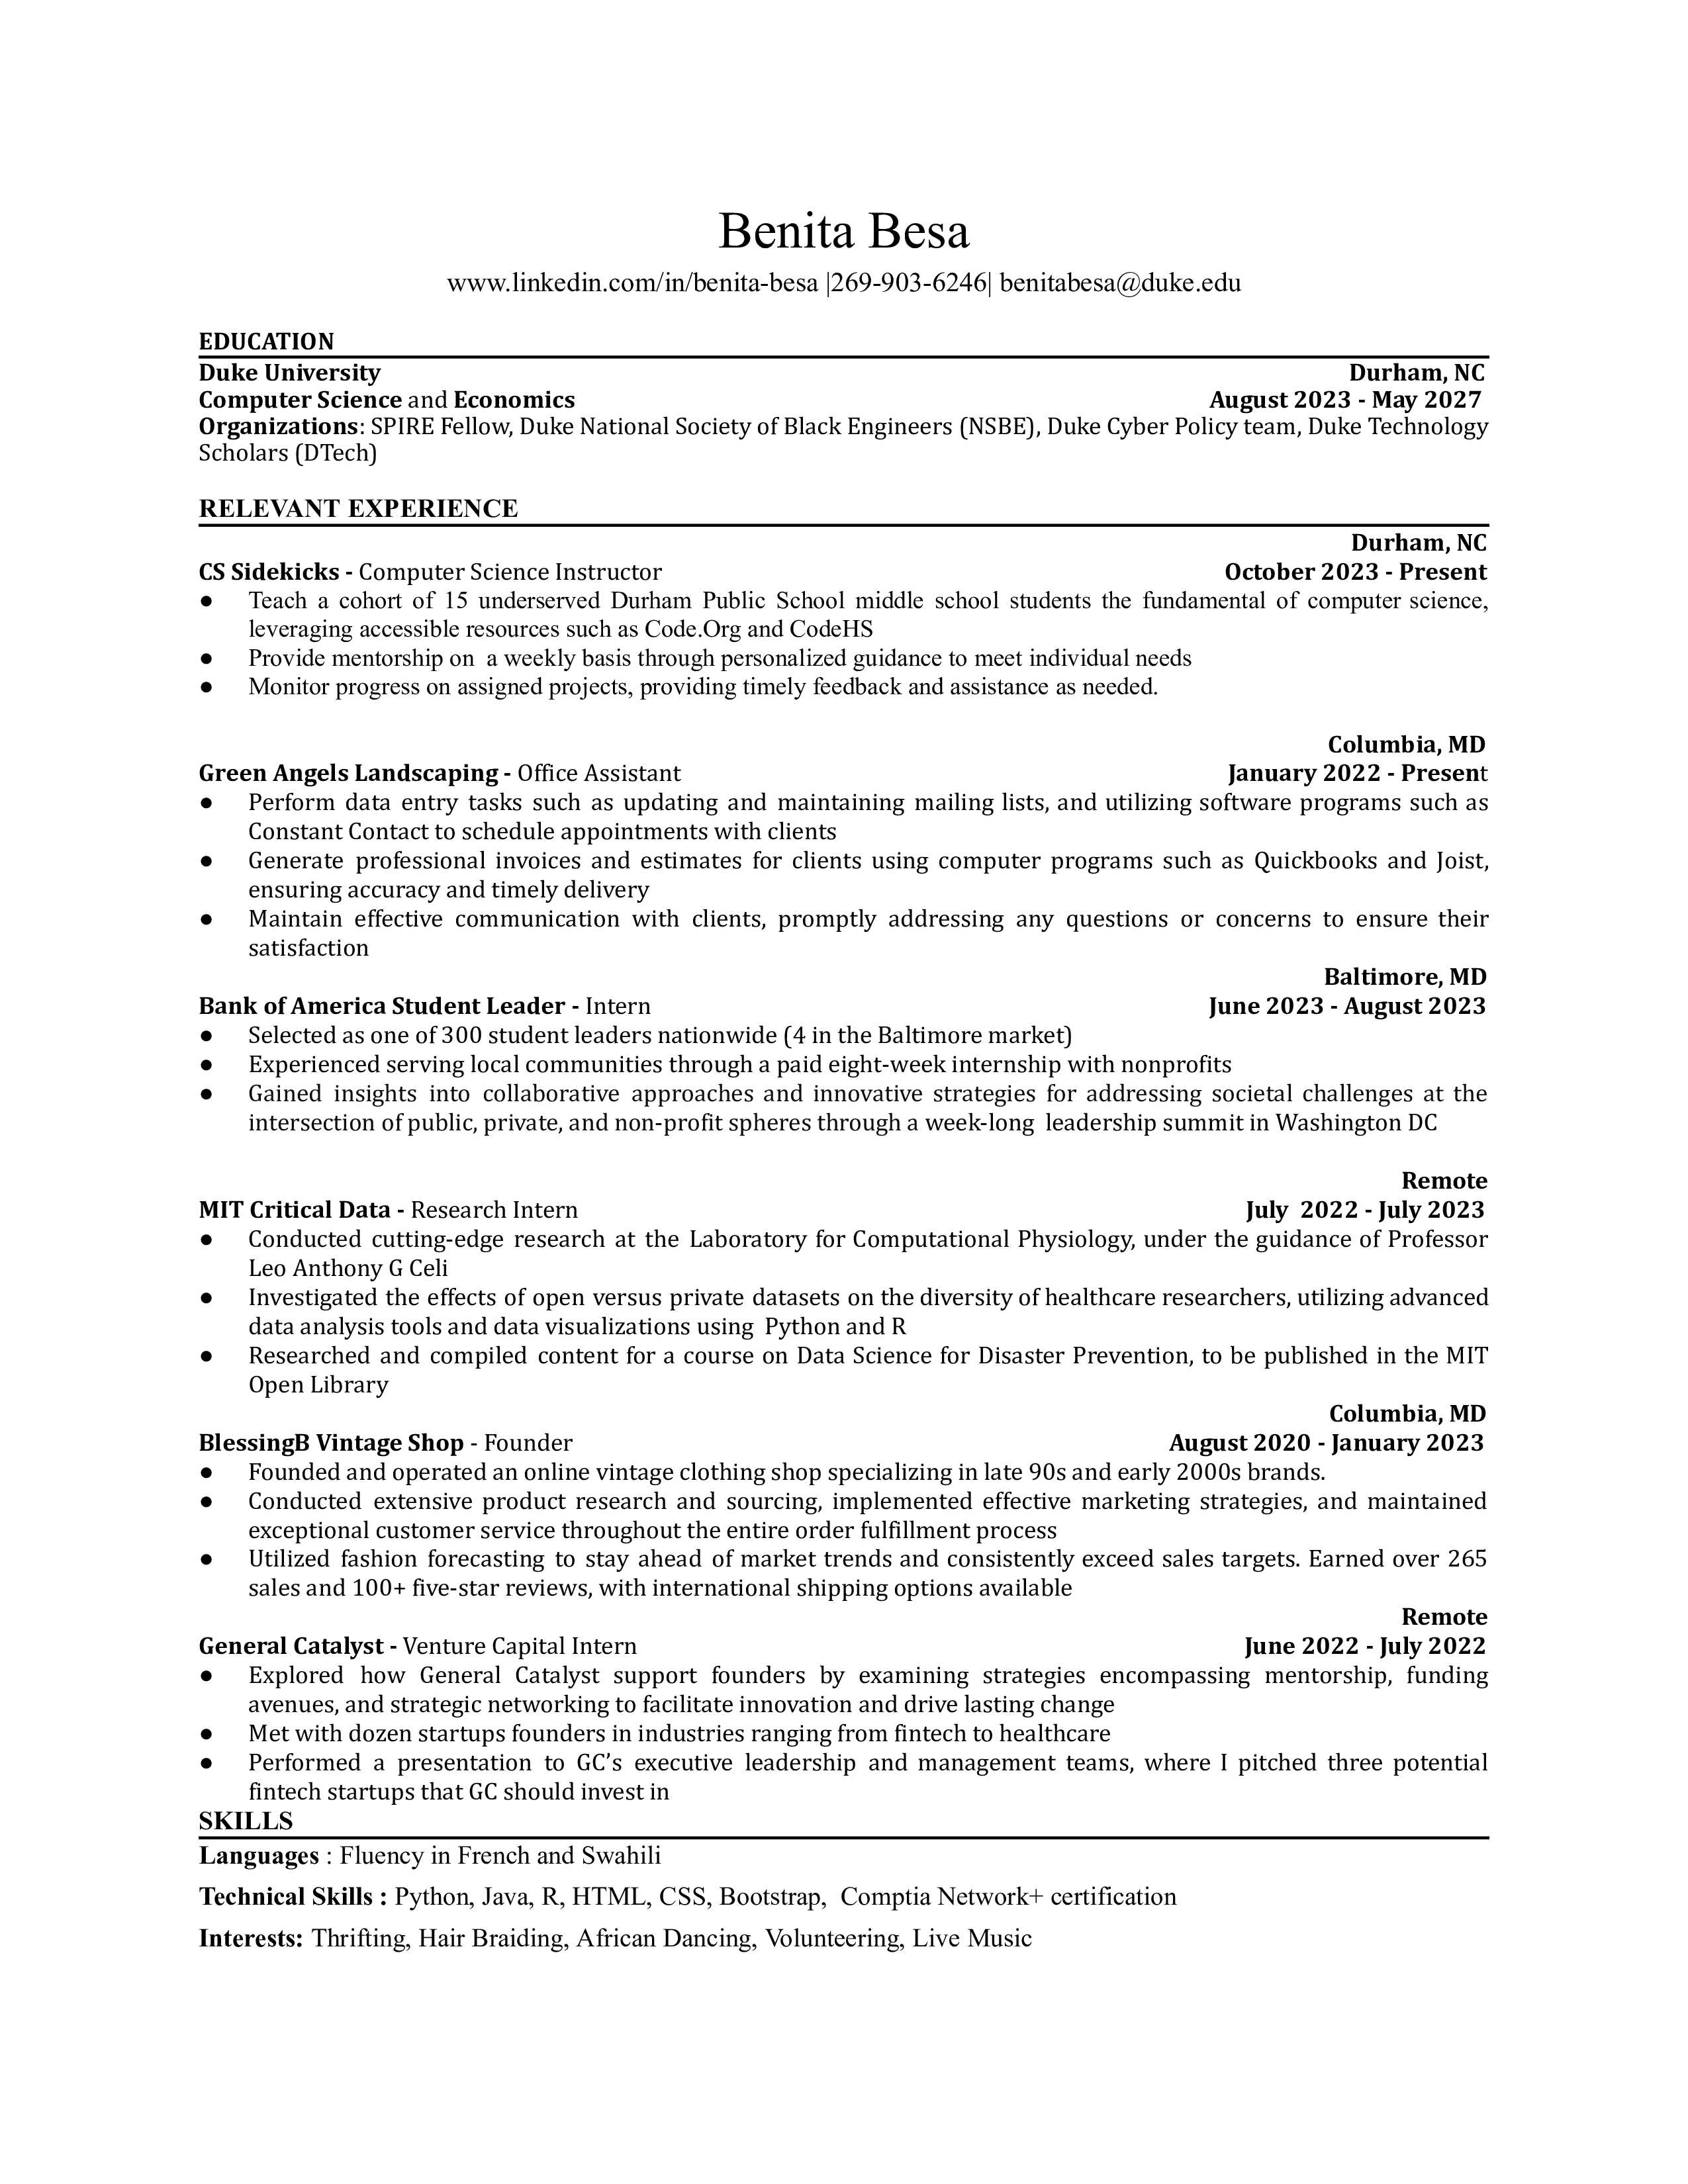 Benita Besa
www.linkedin.com/in/benita-besa |269-903-6246| benitabesa@duke.edu
EDUCATION
Duke University Durham, NC
Computer Science and Economics August 2023 - May 2027
Organizations: SPIRE Fellow, Duke National Society of Black Engineers (NSBE), Duke Cyber Policy team, Duke Technology
Scholars (DTech)
RELEVANT EXPERIENCE
Durham, NC
CS Sidekicks - Computer Science Instructor October 2023 - Present
● Teach a cohort of 15 underserved Durham Public School middle school students the fundamental of computer science,
leveraging accessible resources such as Code.Org and CodeHS
● Provide mentorship on  a weekly basis through personalized guidance to meet individual needs
● Monitor progress on assigned projects, providing timely feedback and assistance as needed.
Columbia, MD
Green Angels Landscaping - Office Assistant January 2022 - Present
● Perform data entry tasks such as updating and maintaining mailing lists, and utilizing software programs such as
Constant Contact to schedule appointments with clients
● Generate professional invoices and estimates for clients using computer programs such as Quickbooks and Joist,
ensuring accuracy and timely delivery
● Maintain effective communication with clients, promptly addressing any questions or concerns to ensure their
satisfaction
Baltimore, MD
Bank of America Student Leader - Intern June 2023 - August 2023
● Selected as one of 300 student leaders nationwide (4 in the Baltimore market)
● Experienced serving local communities through a paid eight-week internship with nonprofits
● Gained insights into collaborative approaches and innovative strategies for addressing societal challenges at the
intersection of public, private, and non-profit spheres through a week-long  leadership summit in Washington DC
Remote
MIT Critical Data - Research Intern July  2022 - July 2023
● Conducted cutting-edge research at the Laboratory for Computational Physiology, under the guidance of Professor
Leo Anthony G Celi
● Investigated the effects of open versus private datasets on the diversity of healthcare researchers, utilizing advanced
data analysis tools and data visualizations using  Python and R
● Researched and compiled content for a course on Data Science for Disaster Prevention, to be published in the MIT
Open Library
Columbia, MD
BlessingB Vintage Shop - Founder August 2020 - January 2023
● Founded and operated an online vintage clothing shop specializing in late 90s and early 2000s brands.
● Conducted extensive product research and sourcing, implemented effective marketing strategies, and maintained
exceptional customer service throughout the entire order fulfillment process
● Utilized fashion forecasting to stay ahead of market trends and consistently exceed sales targets. Earned over 265
sales and 100+ five-star reviews, with international shipping options available
Remote
General Catalyst - Venture Capital Intern June 2022 - July 2022
● Explored how General Catalyst support founders by examining strategies encompassing mentorship, funding
avenues, and strategic networking to facilitate innovation and drive lasting change
● Met with dozen startups founders in industries ranging from fintech to healthcare
● Performed a presentation to GC’s executive leadership and management teams, where I pitched three potential
fintech startups that GC should invest in
SKILLS
Languages : Fluency in French and Swahili
Technical Skills : Python, Java, R, HTML, CSS, Bootstrap,  Comptia Network+ certification
Interests: Thrifting, Hair Braiding, African Dancing, Volunteering, Live Music